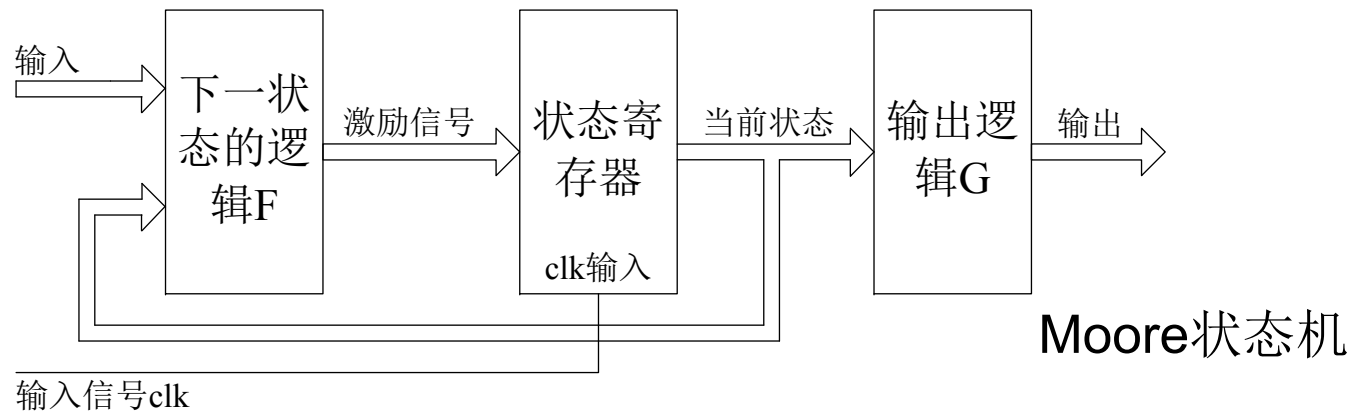 输入
下一状
态的逻
辑F
激励信号
状态寄
存器
clk输入
当前状态
输出逻
辑G
输出
Moore状态机
输入信号clk